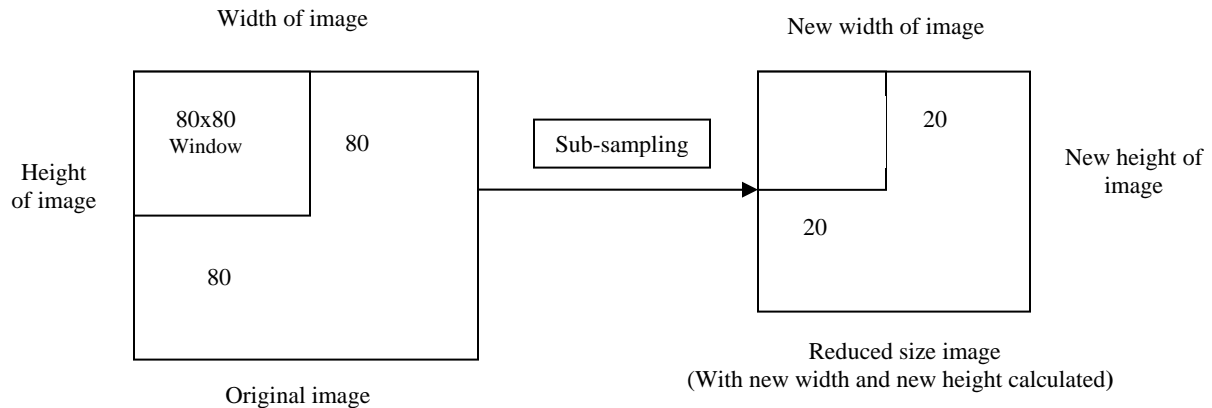 Width of image
New width of image
80x80
Window
80
20
Sub-sampling
Height
of image
New height of
image
20
80
Reduced size image
(With new width and new height calculated)
Original image